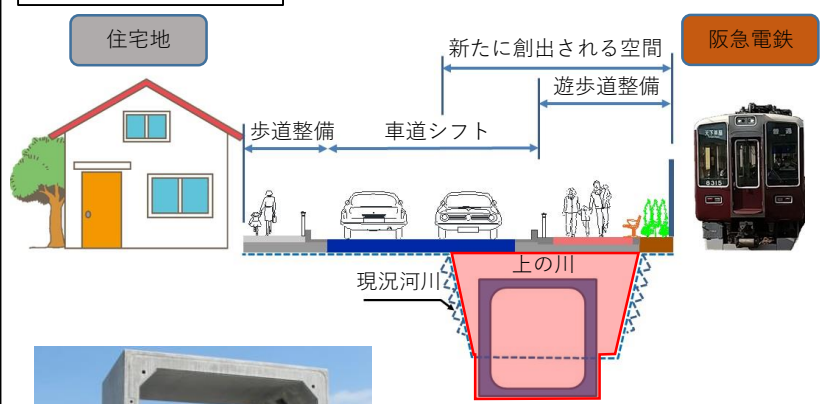 住宅地
新たに創出される空間
阪急電鉄
遊歩道整備
歩道整備
車道シフト
上の川
現況河川
8315